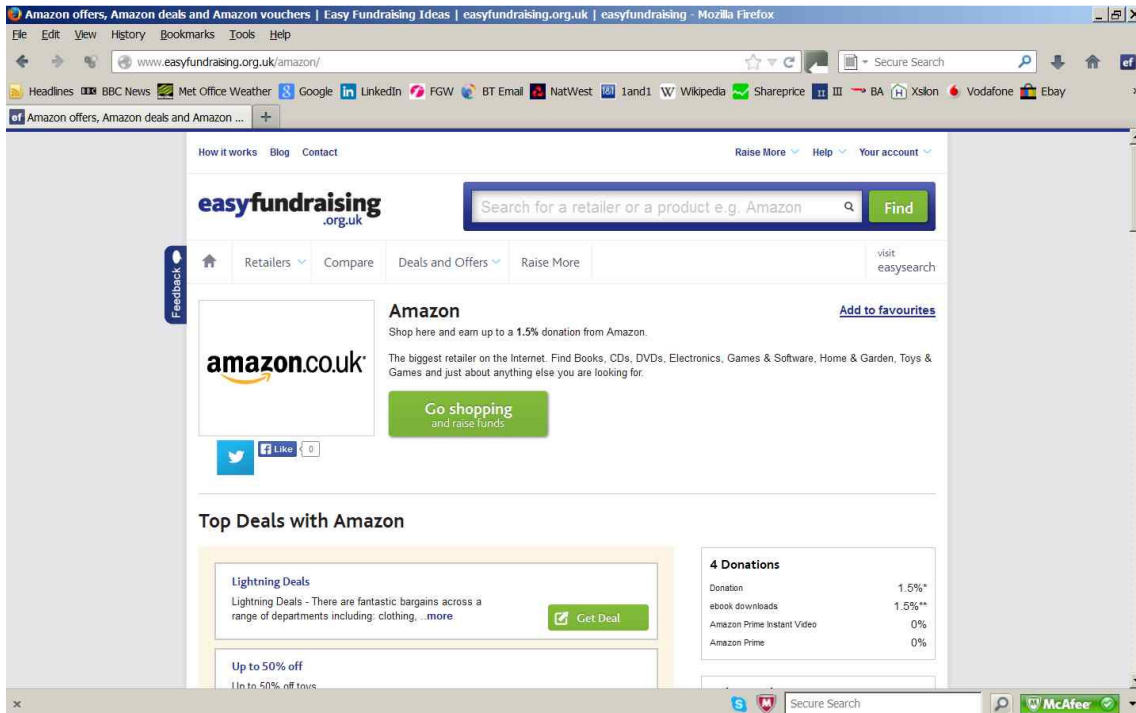 Amazon offers, Amazon deals and Amazon vouchers | Easy Fundraising Ideas | easyfundraising.org.uk | easyfundraising - Mozilla Firefox
File Edit View History Bookmarks Tools Help
www.easyfundraising.org.uk/amazon/ Secure Search ef
Headlines BBC BBC News Met Office Weather 8 Google in LinkedIn FGW BT Email NatWest 1&1 1and1 W Wikipedia Shareprice II III BA H Xsilon Vodafone Ebay
ef Amazon offers, Amazon deals and Amazon ... +
How it works Blog Contact Raise More Help Your account
easyfundraising
.org.uk
Search for a retailer or a product e.g. Amazon Find
Feedback
Retailers Compare Deals and Offers Raise More visit
easysearch
amazon.co.uk
Amazon Add to favourites
Shop here and earn up to a 1.5% donation from Amazon.
The biggest retailer on the Internet. Find Books, CDs, DVDs, Electronics, Games & Software, Home & Garden, Toys &
Games and just about anything else you are looking for.
Go shopping
and raise funds
f Like 0
Top Deals with Amazon
Lightning Deals
Lightning Deals - There are fantastic bargains across a
range of departments including: clothing, ...more
Get Deal
Up to 50% off
Up to 50% off toys
4 Donations
Donation 1.5%*
ebook downloads 1.5%**
Amazon Prime Instant Video 0%
Amazon Prime 0%
x S Secure Search McAfee